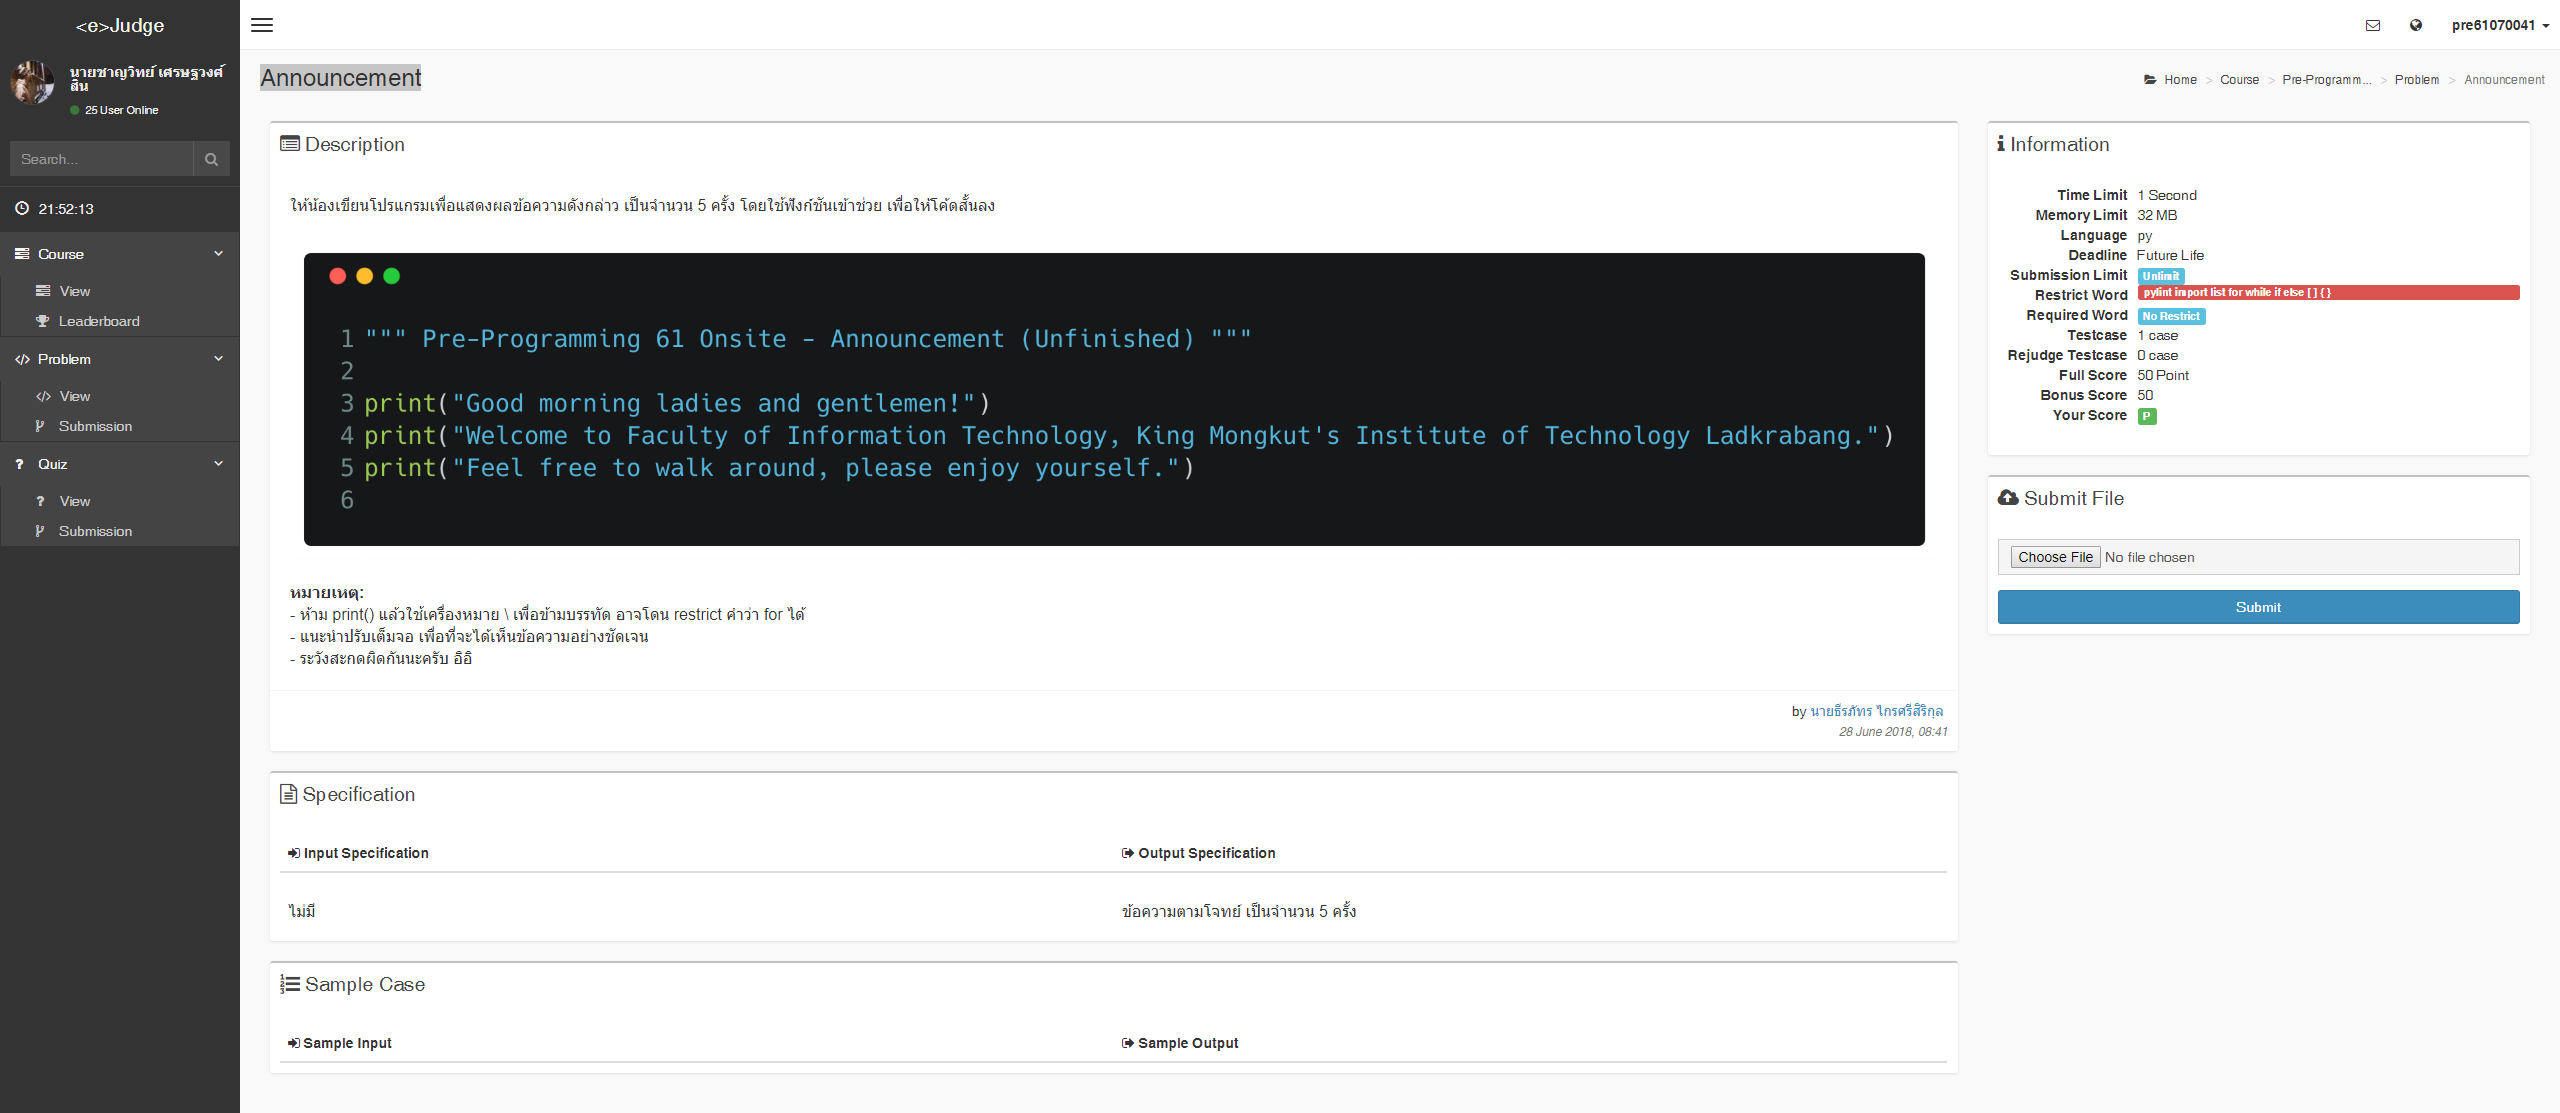 <e>Judge
นายชาญวิทย์ เศรษฐวงศ์
สิน
25 User Online
Search...
21:52:13
Course
View
Leaderboard
Problem
View
Submission
Quiz
View
Submission
pre61070041
Announcement
Home > Course > Pre-Programm... > Problem > Announcement
Description
ให้น้องเขียนโปรแกรมเพื่อแสดงผลข้อความดังกล่าว เป็นจำนวน 5 ครั้ง โดยใช้ฟังก์ชันเข้าช่วย เพื่อให้โค้ดสั้นลง
1 """ Pre-Programming 61 Onsite - Announcement (Unfinished) """
2
3 print("Good morning ladies and gentlemen!")
4 print("Welcome to Faculty of Information Technology, King Mongkut's Institute of Technology Ladkrabang.")
5 print("Feel free to walk around, please enjoy yourself.")
6
หมายเหตุ:
- ห้าม print() แล้วใช้เครื่องหมาย \ เพื่อข้ามบรรทัด อาจโดน restrict คำว่า for ได้
- แนะนำปรับเต็มจอ เพื่อที่จะได้เห็นข้อความอย่างชัดเจน
- ระวังสะกดผิดกันนะครับ อิอิ
by นายธีรภัทร ไกรศรีสิริกุล
28 June 2018, 08:41
Specification
Input Specification
Output Specification
ไม่มี
ข้อความตามโจทย์ เป็นจำนวน 5 ครั้ง
Sample Case
Sample Input
Sample Output
Information
Time Limit 1 Second
Memory Limit 32 MB
Language py
Deadline Future Life
Submission Limit Unlimit
Restrict Word pylint import list for while if else [ ] { }
Required Word No Restrict
Testcase 1 case
Rejudge Testcase 0 case
Full Score 50 Point
Bonus Score 50
Your Score P
Submit File
Choose File No file chosen
Submit